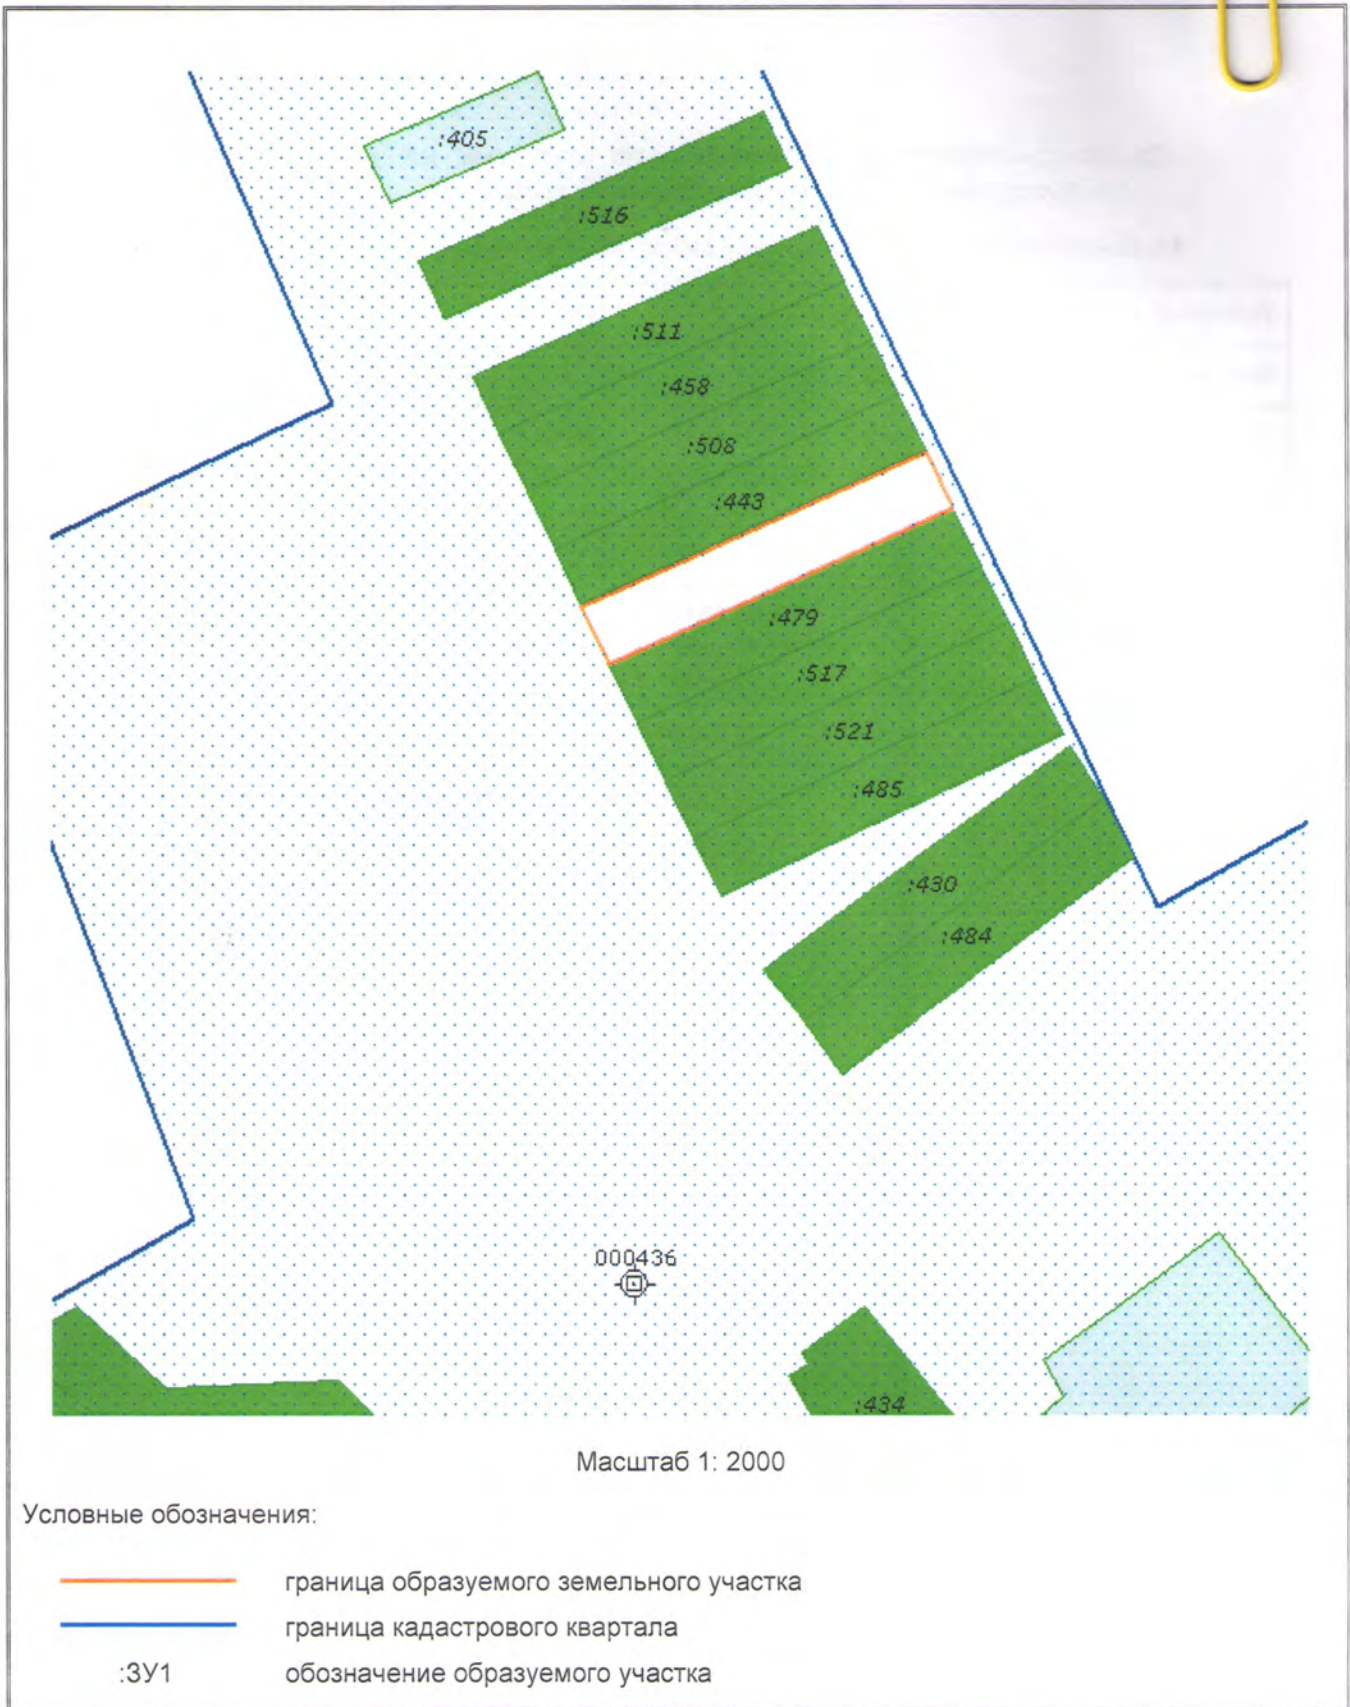 :405
:516
:511
:458
:508
:443
:479
:517
:521
:485
:430
:484
000436
:434
Масштаб 1: 2000
Условные обозначения:
граница образуемого земельного участка
граница кадастрового квартала
:ЗУ1 обозначение образуемого участка